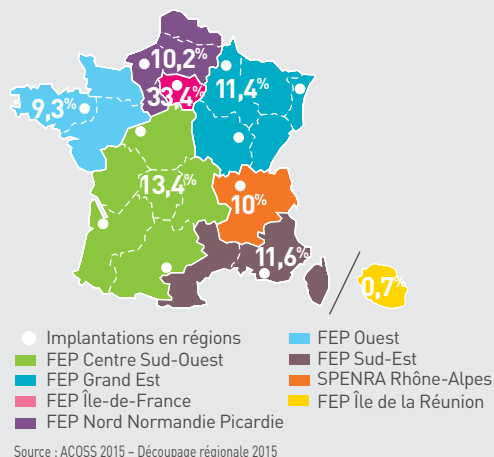 10,2%
33,4%
11,4%
9,3%
13,4%
10%
11,6%
0,7%
Implantations en régions
FEP Centre Sud-Ouest
FEP Grand Est
FEP Île-de-France
FEP Nord Normandie Picardie
FEP Ouest
FEP Sud-Est
SPENRA Rhône-Alpes
FEP Île de la Réunion
Source : ACOSS 2015 – Découpage régionale 2015